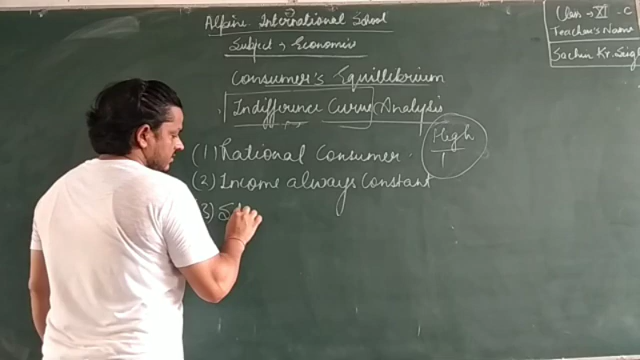 Alpine International School
Subject → Economics
Consumer's Equilibrium
Indifference Curve Analysis
(1) Rational Consumer.
(2) Income always Constant
(3)
High
1
Class → XI - C
Teacher's Name
Sachin Kr. Singh